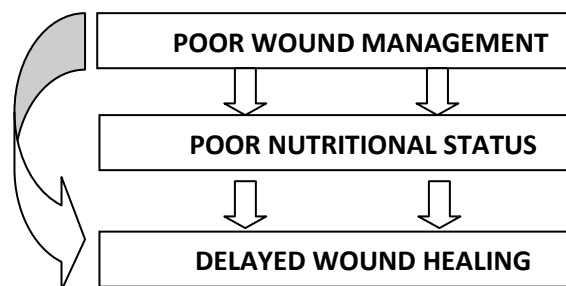 POOR WOUND MANAGEMENT
POOR NUTRITIONAL STATUS
DELAYED WOUND HEALING